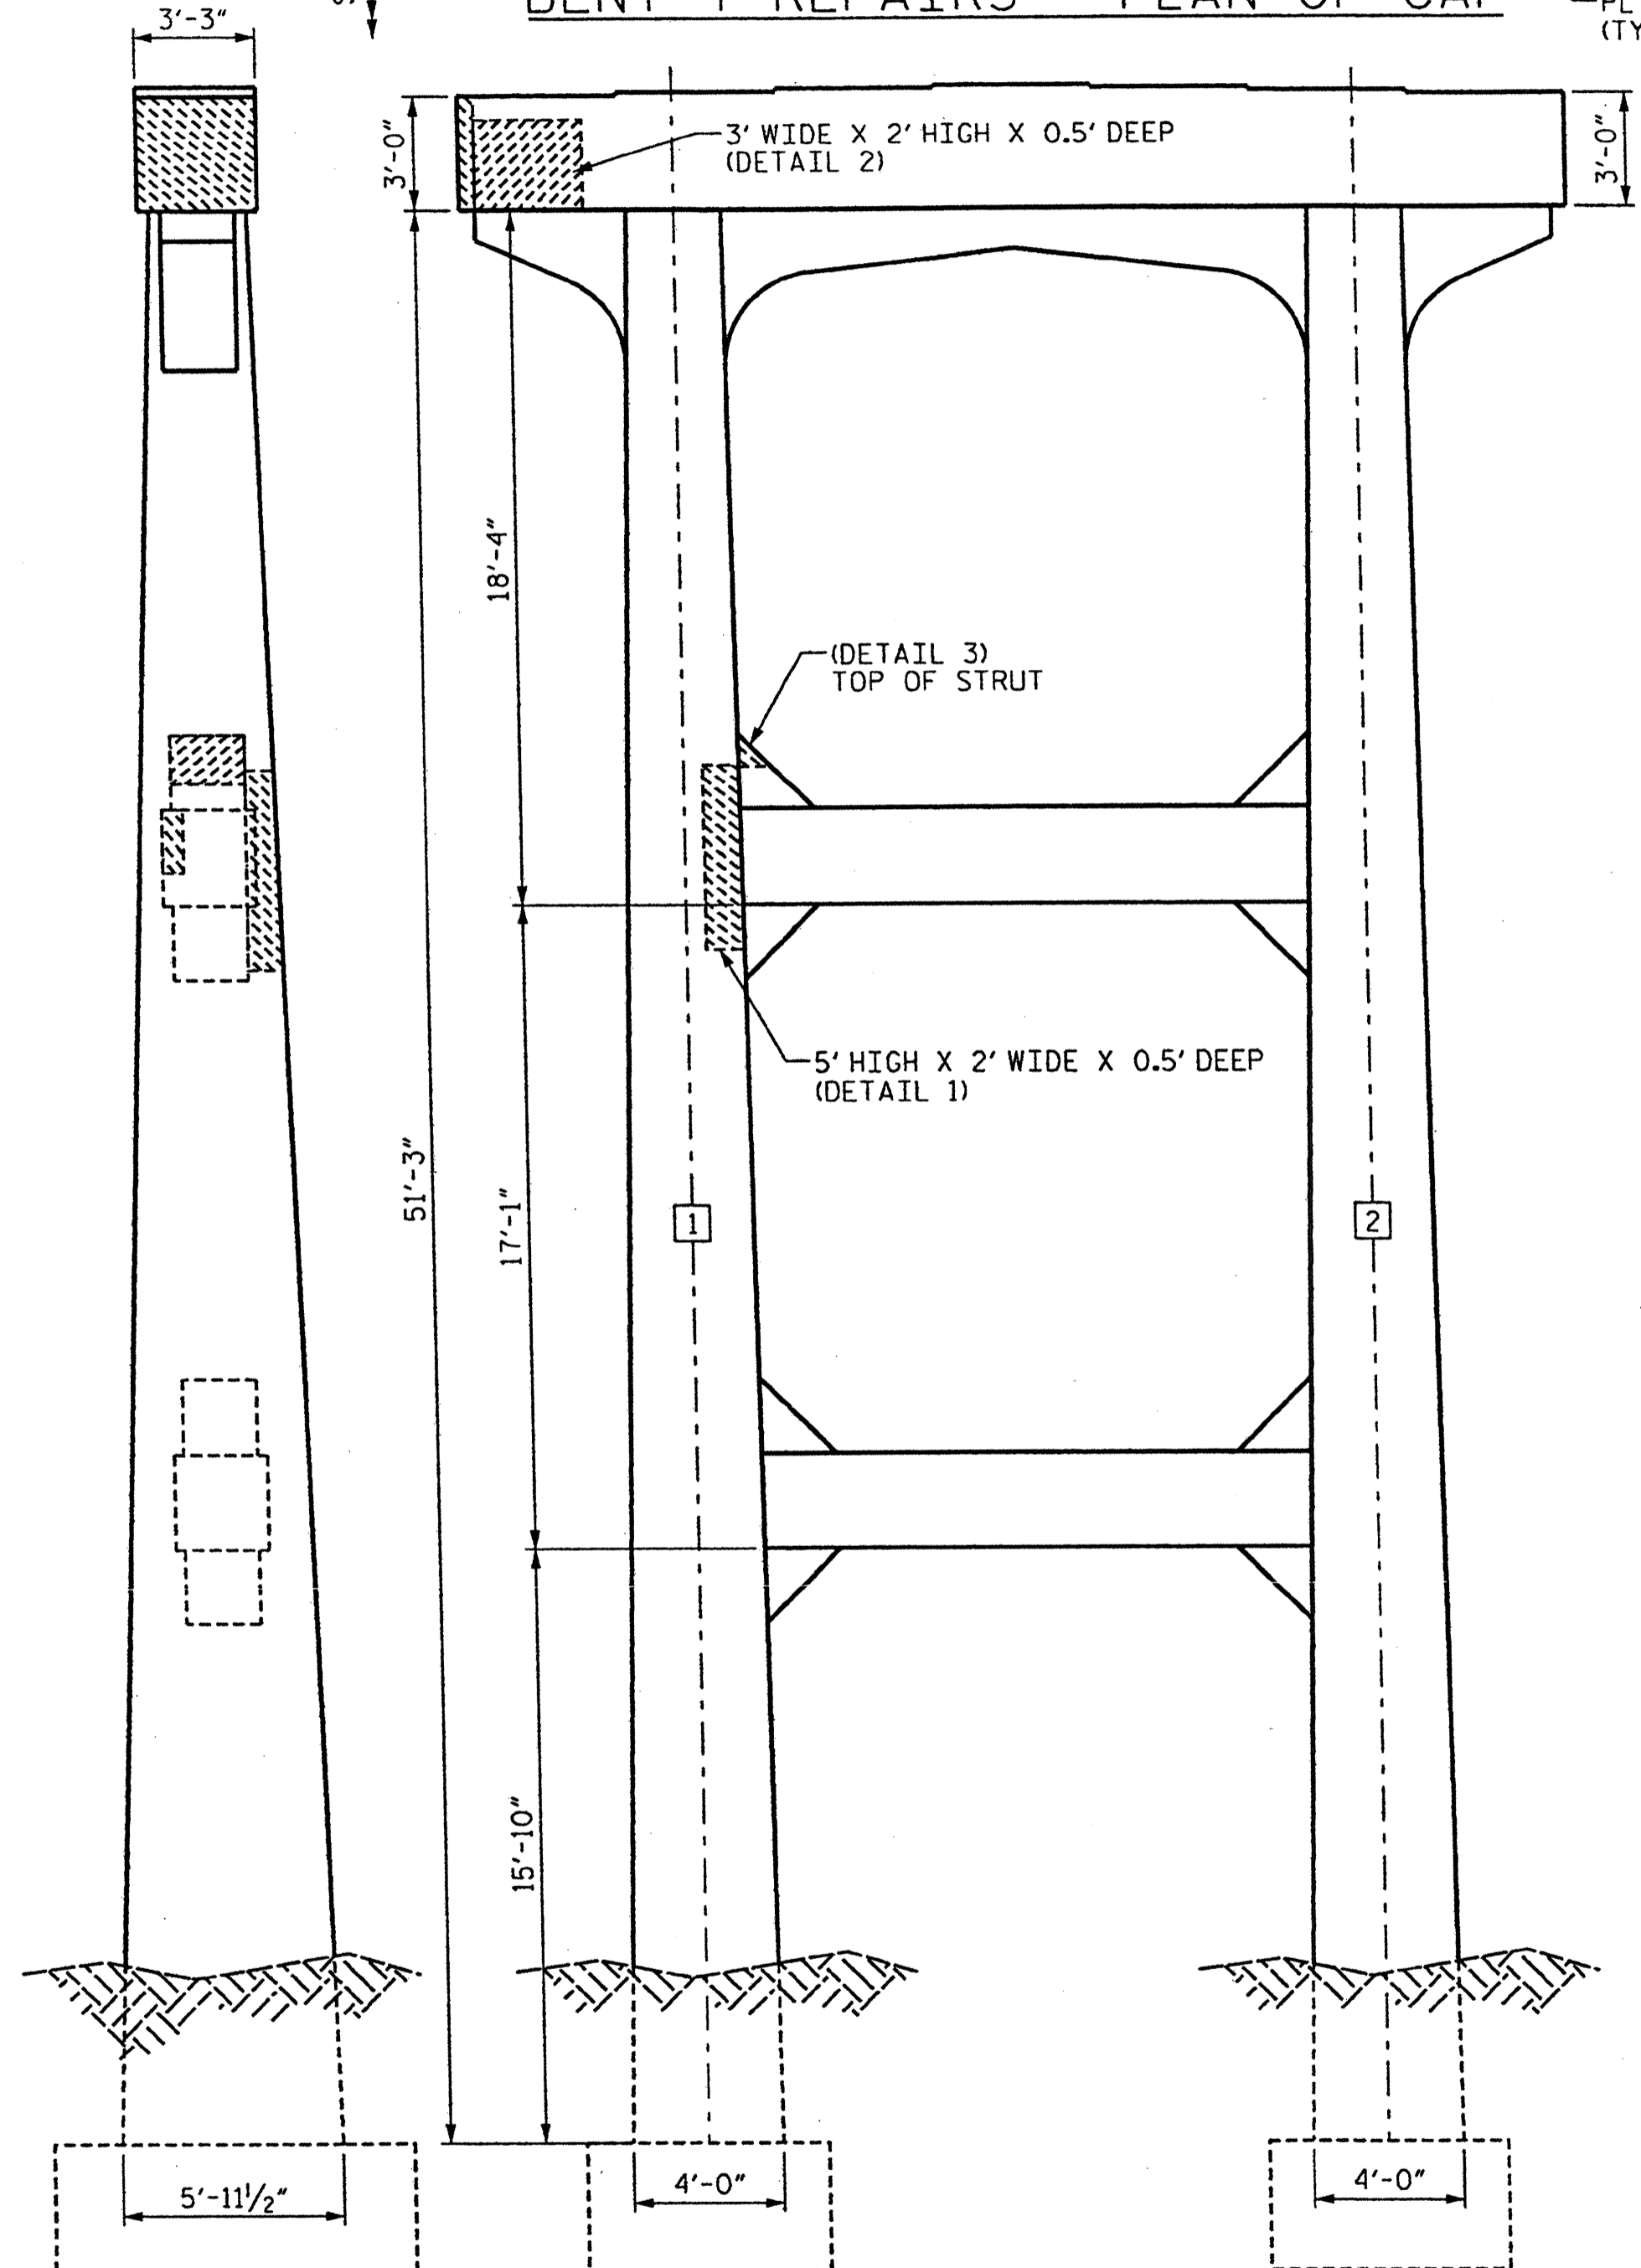 3'-3"
3'-0"
3' WIDE X 2' HIGH X 0.5' DEEP
(DETAIL 2)
3'-0"
18'-4"
(DETAIL 3)
TOP OF STRUT
5' HIGH X 2' WIDE X 0.5' DEEP
(DETAIL 1)
51'-3"
17'-1"
1
2
15'-10"
5'-11 1/2"
4'-0"
4'-0"